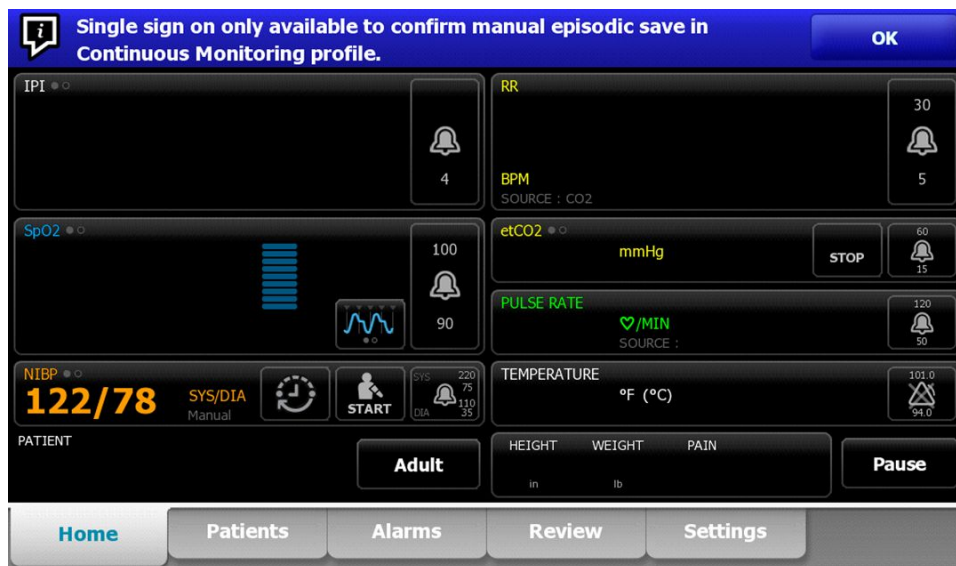 Single sign on only available to confirm manual episodic save in
Continuous Monitoring profile.
OK
IPI
4
RR
BPM
SOURCE : CO2
30
5
SpO2
100
90
etCO2
mmHg
STOP
60
15
PULSE RATE
/MIN
SOURCE :
120
50
NIBP
122/78
SYS/DIA
Manual
START
SYS
220
75
DIA
110
35
TEMPERATURE
°F (°C)
101.0
94.0
PATIENT
Adult
HEIGHT WEIGHT PAIN
in lb
Pause
Home Patients Alarms Review Settings